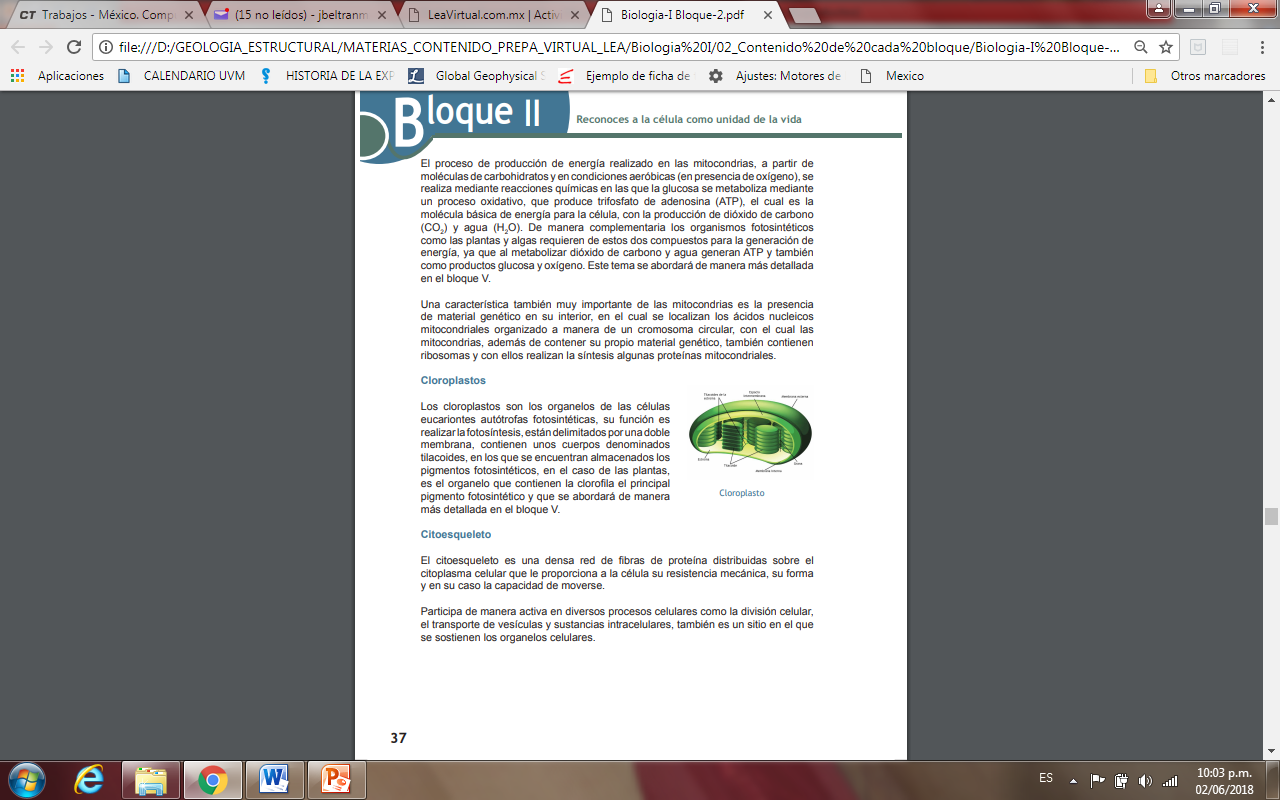 CT Trabajos - México. Comp
(15 no leídos) - jbeltranm
LeaVirtual.com.mx | Activi
Biologia-I Bloque-2.pdf
file:///D:/GEOLOGIA_ESTRUCTURAL/MATERIAS_CONTENIDO_PREPA_VIRTUAL_LEA/Biologia%20I/02_Contenido%20de%20cada%20bloque/Biologia-I%20Bloque-...
Aplicaciones
CALENDARIO UVM
HISTORIA DE LA EXP
Global Geophysical S
Ejemplo de ficha de
Ajustes: Motores de
Mexico
Otros marcadores
Bloque II
Reconoces a la célula como unidad de la vida
El proceso de producción de energía realizado en las mitocondrias, a partir de
moléculas de carbohidratos y en condiciones aeróbicas (en presencia de oxígeno), se
realiza mediante reacciones químicas en las que la glucosa se metaboliza mediante
un proceso oxidativo, que produce trifosfato de adenosina (ATP), el cual es la
molécula básica de energía para la célula, con la producción de dióxido de carbono
(CO₂) y agua (H₂O). De manera complementaria los organismos fotosintéticos
como las plantas y algas requieren de estos dos compuestos para la generación de
energía, ya que al metabolizar dióxido de carbono y agua generan ATP y también
como productos glucosa y oxígeno. Este tema se abordará de manera más detallada
en el bloque V.
Una característica también muy importante de las mitocondrias es la presencia
de material genético en su interior, en el cual se localizan los ácidos nucleicos
mitocondriales organizado a manera de un cromosoma circular, con el cual las
mitocondrias, además de contener su propio material genético, también contienen
ribosomas y con ellos realizan la síntesis algunas proteínas mitocondriales.
Cloroplastos
Los cloroplastos son los organelos de las células
eucariontes autótrofas fotosintéticas, su función es
realizar la fotosíntesis, están delimitados por una doble
membrana, contienen unos cuerpos denominados
tilacoides, en los que se encuentran almacenados los
pigmentos fotosintéticos, en el caso de las plantas,
es el organelo que contienen la clorofila el principal
pigmento fotosintético y que se abordará de manera
más detallada en el bloque V.
Tilacoides de la
estroma
Espacio
intermembrana
Membrana externa
Estroma
Tilacoide
Membrana interna
Grana
Cloroplasto
Citoesqueleto
El citoesqueleto es una densa red de fibras de proteína distribuidas sobre el
citoplasma celular que le proporciona a la célula su resistencia mecánica, su forma
y en su caso la capacidad de moverse.
Participa de manera activa en diversos procesos celulares como la división celular,
el transporte de vesículas y sustancias intracelulares, también es un sitio en el que
se sostienen los organelos celulares.
37
ES
10:03 p.m.
02/06/2018